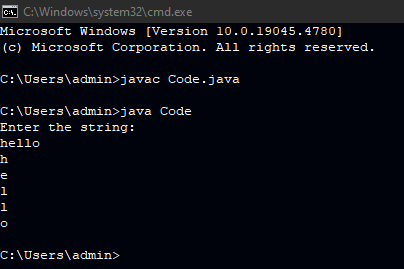 C:\Windows\system32\cmd.exe
Microsoft Windows [Version 10.0.19045.4780]
(c) Microsoft Corporation. All rights reserved.
C:\Users\admin>javac Code.java
C:\Users\admin>java Code
Enter the string:
hello
h
e
l
l
o
C:\Users\admin>